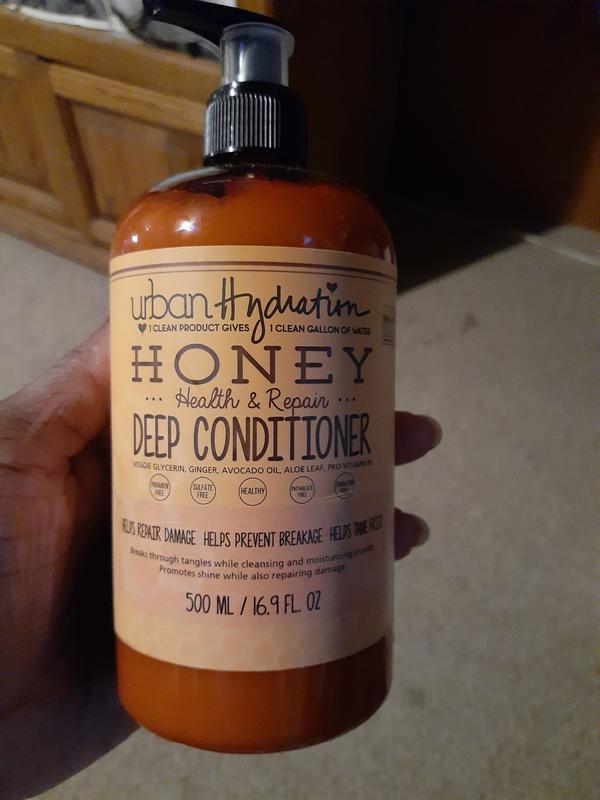 urban Hydration
1 CLEAN PRODUCT GIVES 1 CLEAN GALLON OF WATER
HONEY
Health & Repair
DEEP CONDITIONER
VEGGIE GLYCERIN, GINGER, AVOCADO OIL, ALOE LEAF, PRO-VITAMIN B5
PARABEN FREE SULFATE FREE HEALTHY PHTHALATE FREE
HELPS REPAIR DAMAGE HELPS PREVENT BREAKAGE HELPS TAME FRIZZ
Breaks through tangles while cleansing and moisturizing strands.
Promotes shine while also repairing damage.
500 ML / 16.9 FL. OZ